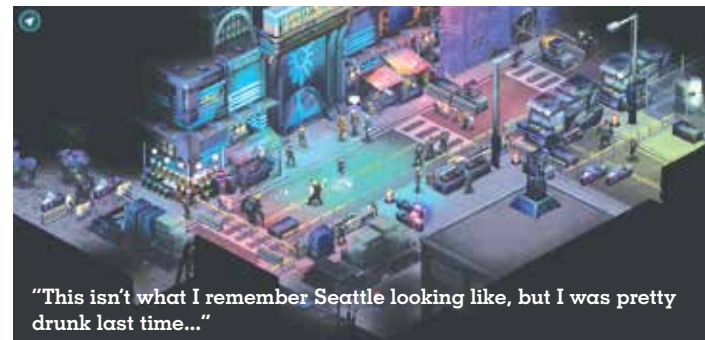 "This isn't what I remember Seattle looking like, but I was pretty
drunk last time..."